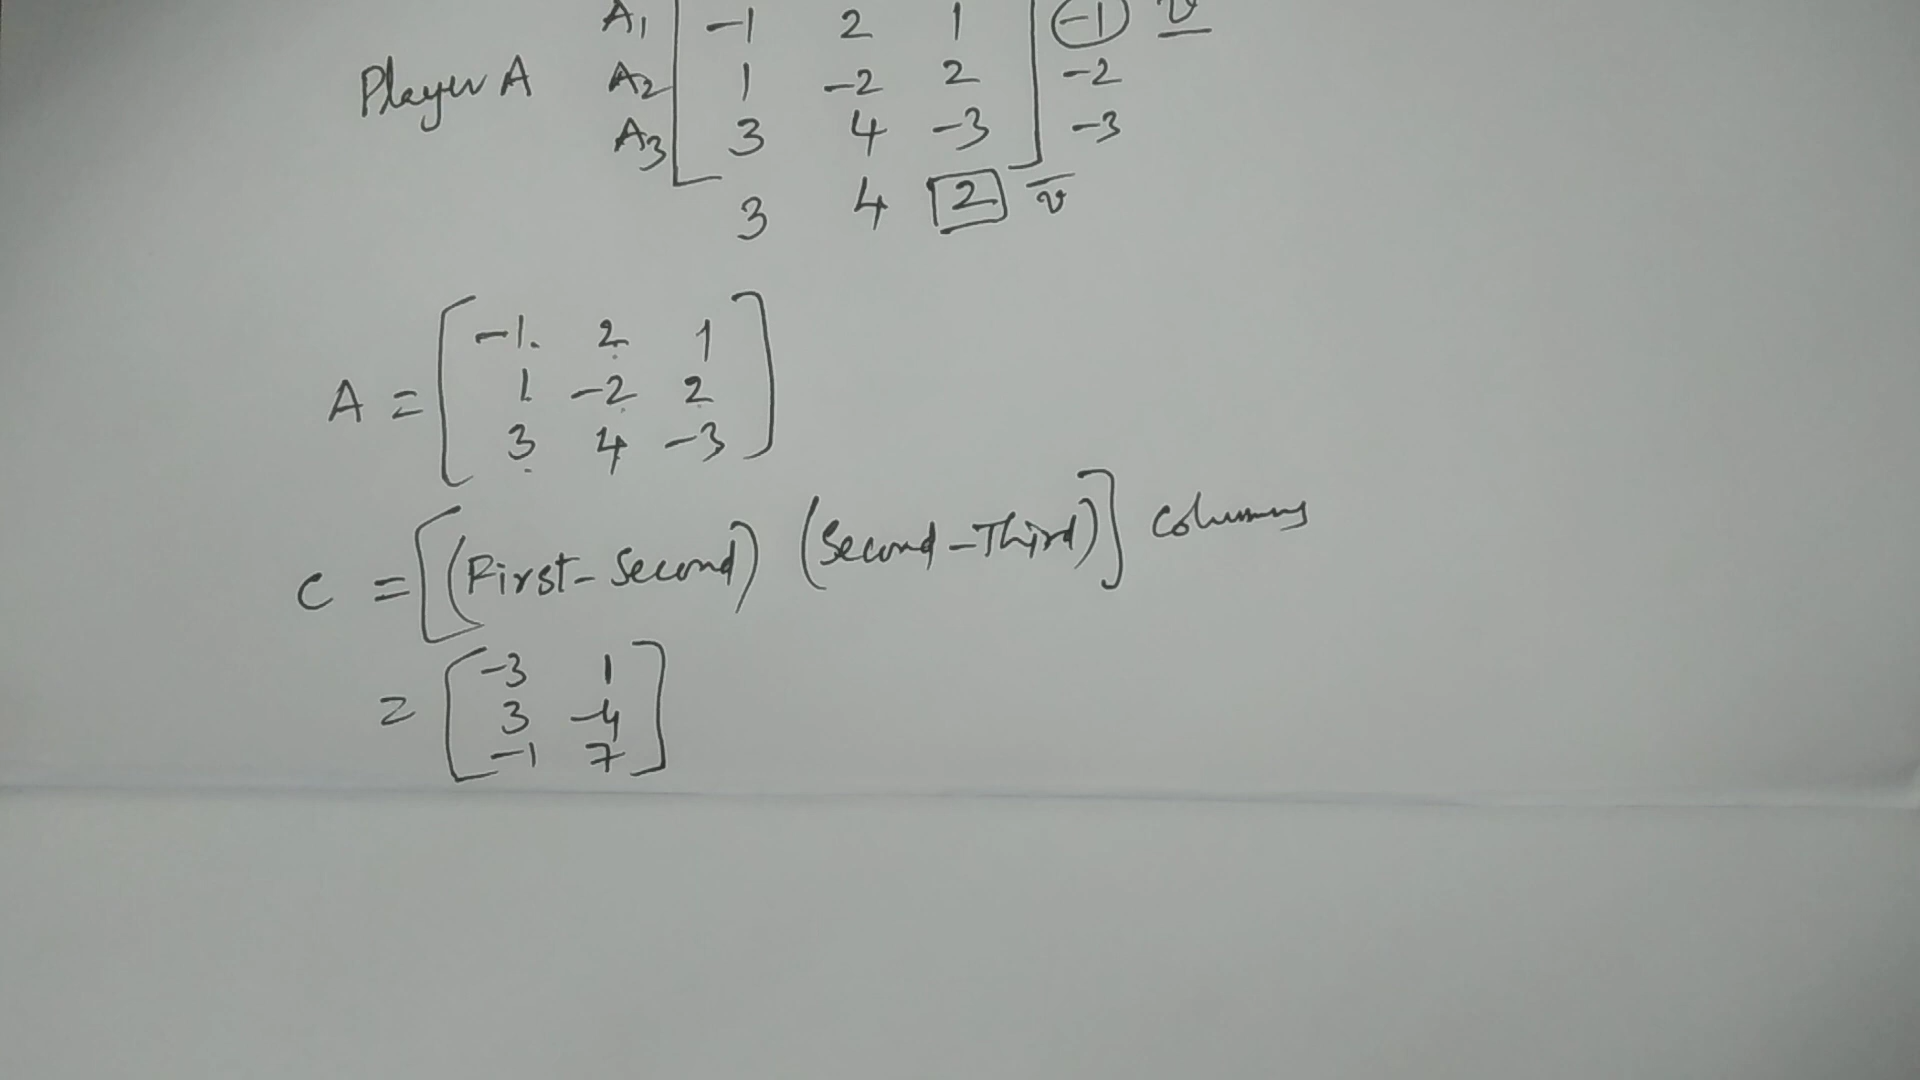 A1 -1 2 1 -1 v
Player A A2 1 -2 2 -2
A3 3 4 -3 -3
3 4 2 v
A = -1. 2 1
1 -2 2
3 4 -3
C = [(First - Second) (Second - Third)] columns
= -3 1
3 -4
-1 7